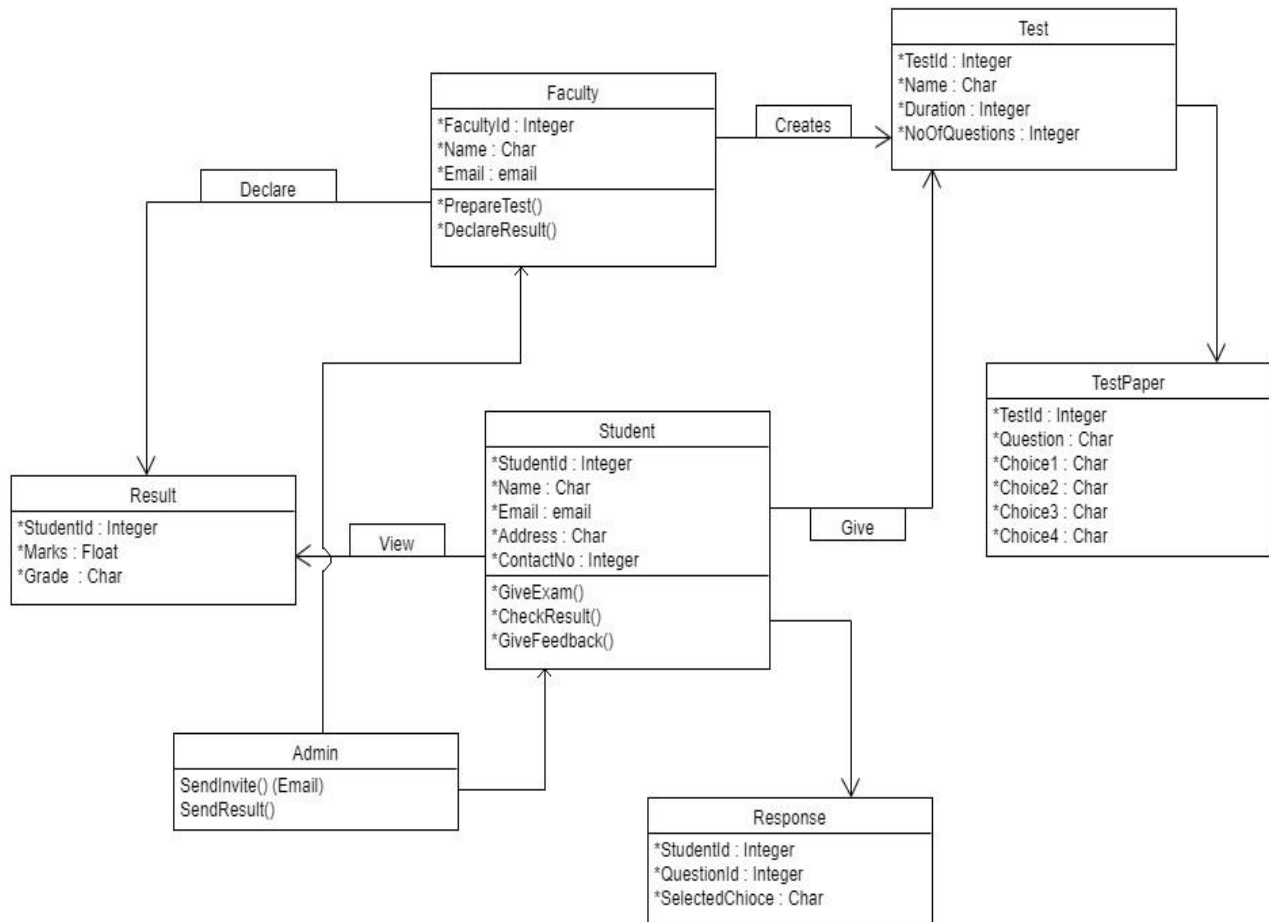 Test
*TestId : Integer
*Name : Char
*Duration : Integer
*NoOfQuestions : Integer
Faculty
*FacultyId : Integer
*Name : Char
*Email : email
*PrepareTest()
*DeclareResult()
Creates
Declare
TestPaper
*TestId : Integer
*Question : Char
*Choice1 : Char
*Choice2 : Char
*Choice3 : Char
*Choice4 : Char
Student
*StudentId : Integer
*Name : Char
*Email : email
*Address : Char
*ContactNo : Integer
*GiveExam()
*CheckResult()
*GiveFeedback()
Give
View
Result
*StudentId : Integer
*Marks : Float
*Grade : Char
Admin
SendInvite() (Email)
SendResult()
Response
*StudentId : Integer
*QuestionId : Integer
*SelectedChioce : Char